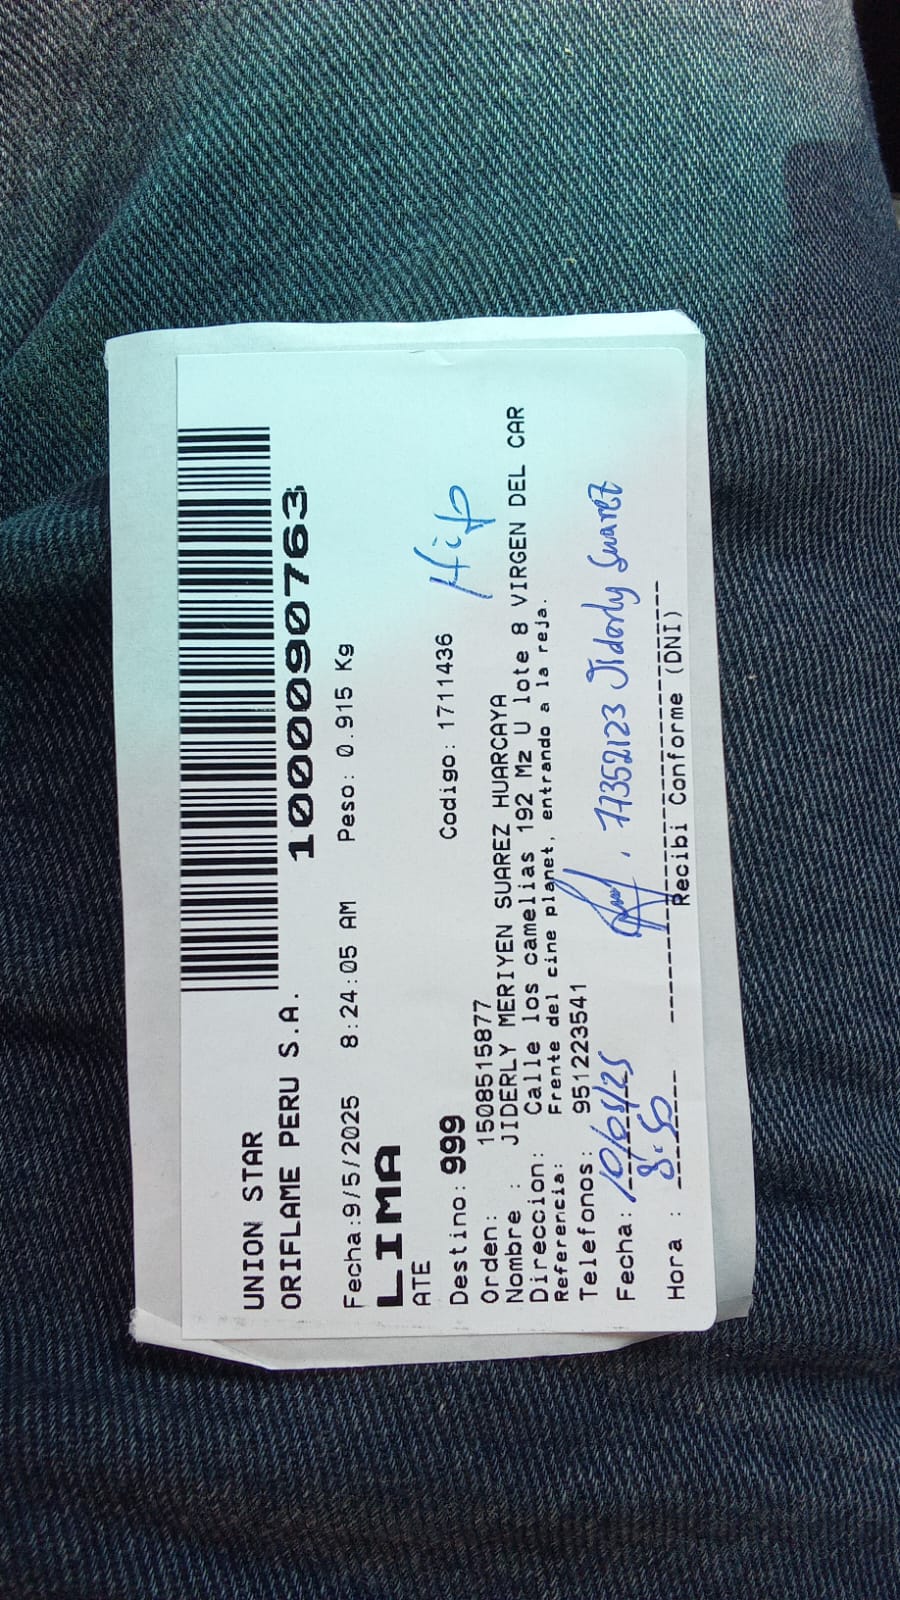 UNION STAR
ORIFLAME PERU S.A.
1000090763
Fecha:9/5/2025 8:24:05 AM Peso: 0.915 Kg
LIMA
ATE
Destino: 999 Codigo: 1711436
Orden: 1508515877
Nombre : JIDERLY MERIYEN SUAREZ HUARCAYA
Direccion: Calle los camelias 192 Mz U lote 8 VIRGEN DEL CAR
Referencia: Frente del cine planet, entrando a la reja.
Telefonos: 951223541
Fecha: 10/05/25 77352123 Jiderly Suarez
Hora : 8:50
Recibi Conforme (DNI)